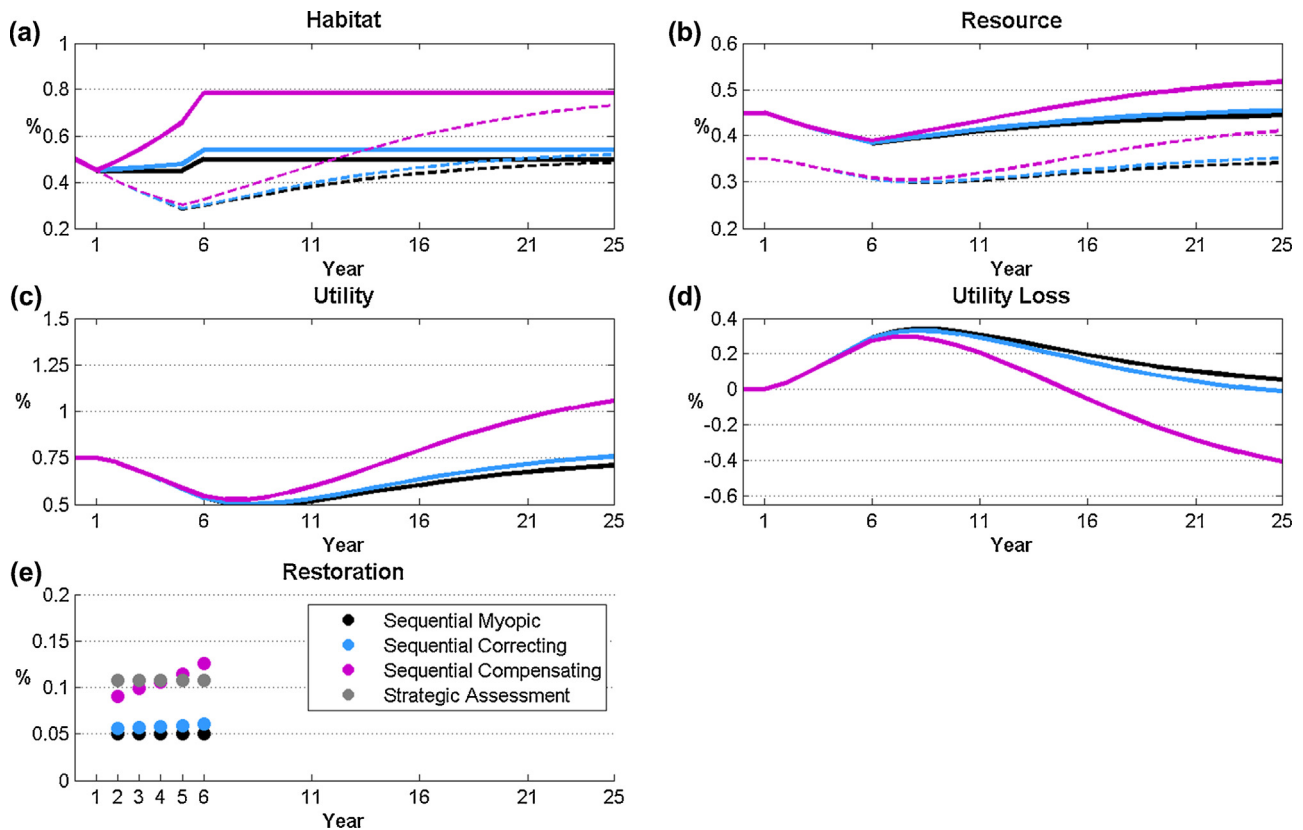 (a)
Habitat
1
0.8
%
0.6
0.4
0.2
1 6 11 16 21 25
Year
(b)
Resource
0.6
0.5
%
0.4
0.3
0.2
1 6 11 16 21 25
Year
(c)
Utility
1.5
1.25
%
1
0.75
0.5
1 6 11 16 21 25
Year
(d)
Utility Loss
0.4
0.2
0
%
-0.2
-0.4
-0.6
1 6 11 16 21 25
Year
(e)
Restoration
0.2
0.15
%
0.1
0.05
0
1 2 3 4 5 6 11 16 21 25
Year
Sequential Myopic
Sequential Correcting
Sequential Compensating
Strategic Assessment